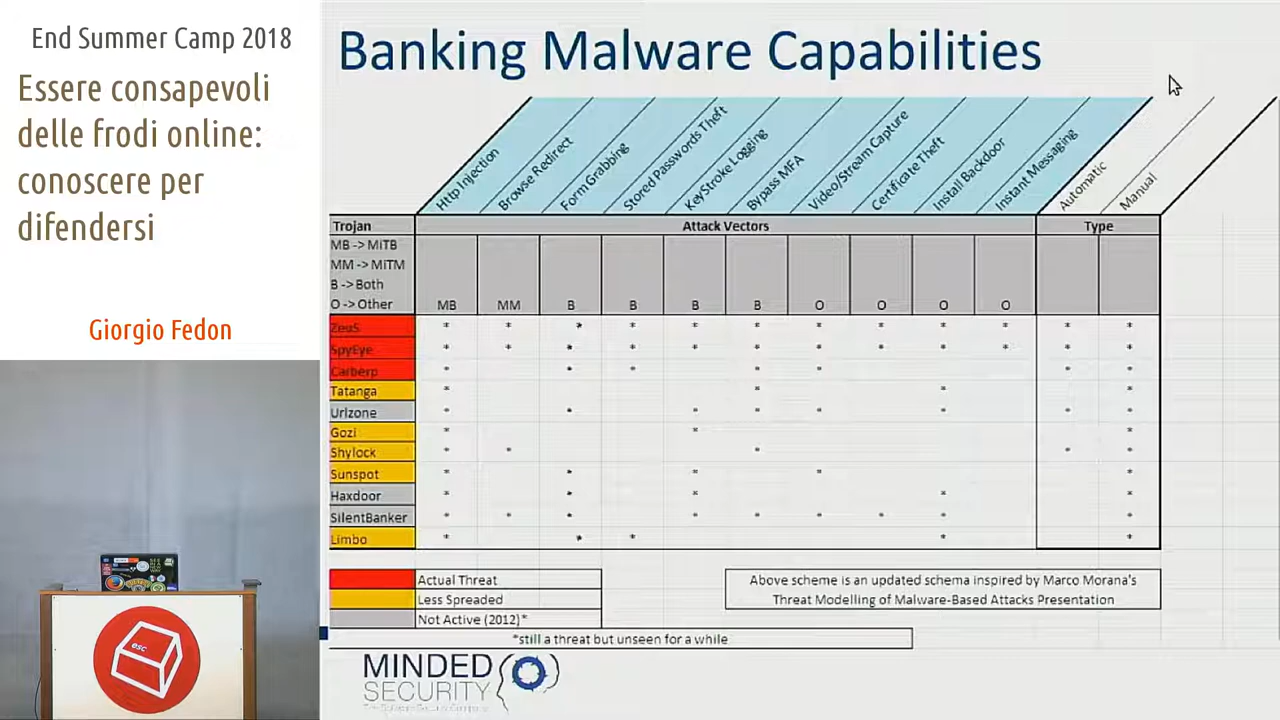 End Summer Camp 2018
Essere consapevoli
delle frodi online:
conoscere per
difendersi
Giorgio Fedon
Banking Malware Capabilities
Http Injection
Browse Redirect
Form Grabbing
Stored Passwords Theft
KeyStroke Logging
Bypass MFA
Video/Stream Capture
Certificate Theft
Install Backdoor
Instant Messaging
Automatic
Manual
Trojan Attack Vectors Type
MB -> MiTB
MM -> MiTM
B -> Both
O -> Other MB MM B B B B O O O O
ZeuS * * * * * * * * * * * *
SpyEye * * * * * * * * * * * *
Carberp * * * * * * *
Tatanga * * * *
Urlzone * * * * * * * *
Gozi * * *
Shylock * * * * *
Sunspot * * * * *
Haxdoor * * * * *
SilentBanker * * * * * * * * * *
Limbo * * * * *
Actual Threat
Less Spreaded
Not Active (2012)*
*still a threat but unseen for a while
Above scheme is an updated schema inspired by Marco Morana's
Threat Modelling of Malware-Based Attacks Presentation
MINDED
SECURITY
esc